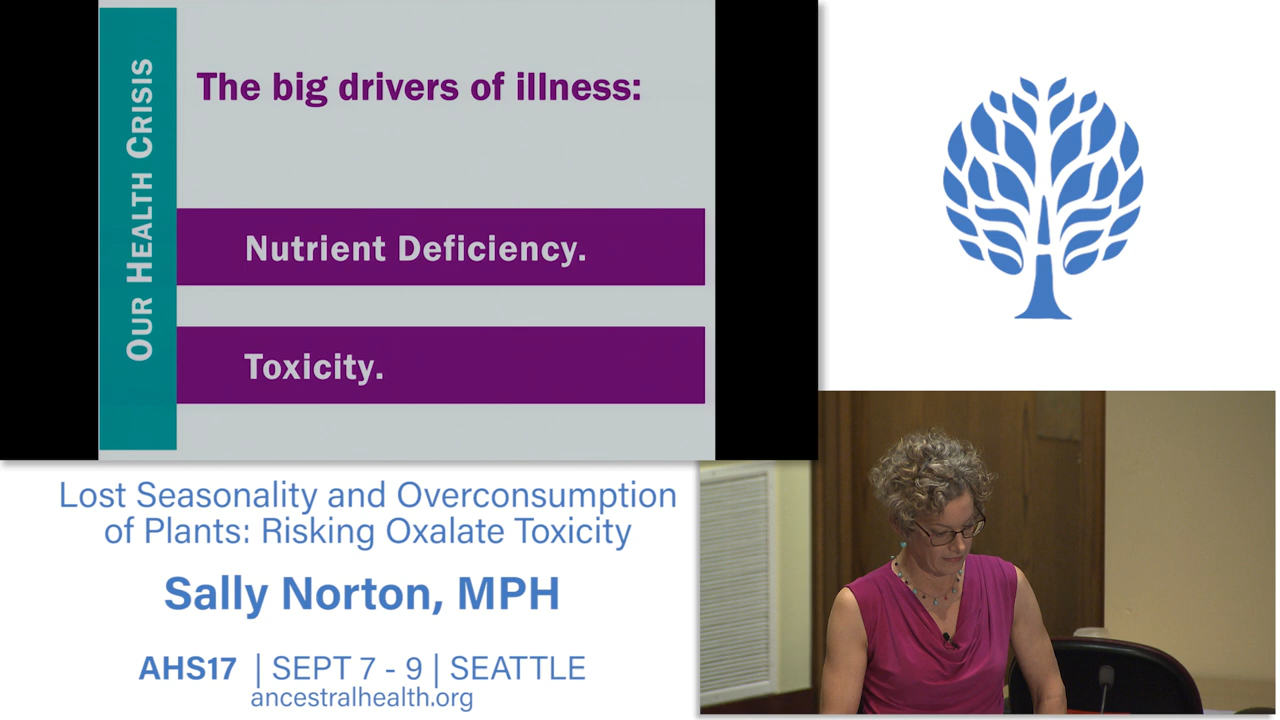 OUR HEALTH CRISIS
The big drivers of illness:
Nutrient Deficiency.
Toxicity.
Lost Seasonality and Overconsumption
of Plants: Risking Oxalate Toxicity
Sally Norton, MPH
AHS17 | SEPT 7 - 9 | SEATTLE
ancestralhealth.org